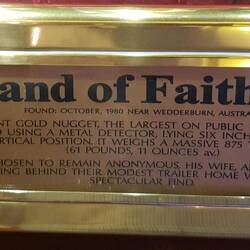 and of Faith
FOUND: OCTOBER, 1980 NEAR WEDDERBURN, AUSTRA
NT GOLD NUGGET, THE LARGEST ON PUBLIC
D USING A METAL DETECTOR, LYING SIX INCH
ERTICAL POSITION. IT WEIGHS A MASSIVE 875
(61 POUNDS, 11 OUNCES av.)
HOSEN TO REMAIN ANONYMOUS, HIS WIFE, A
ING BEHIND THEIR MODEST TRAILER HOME W
SPECTACULAR FIND.